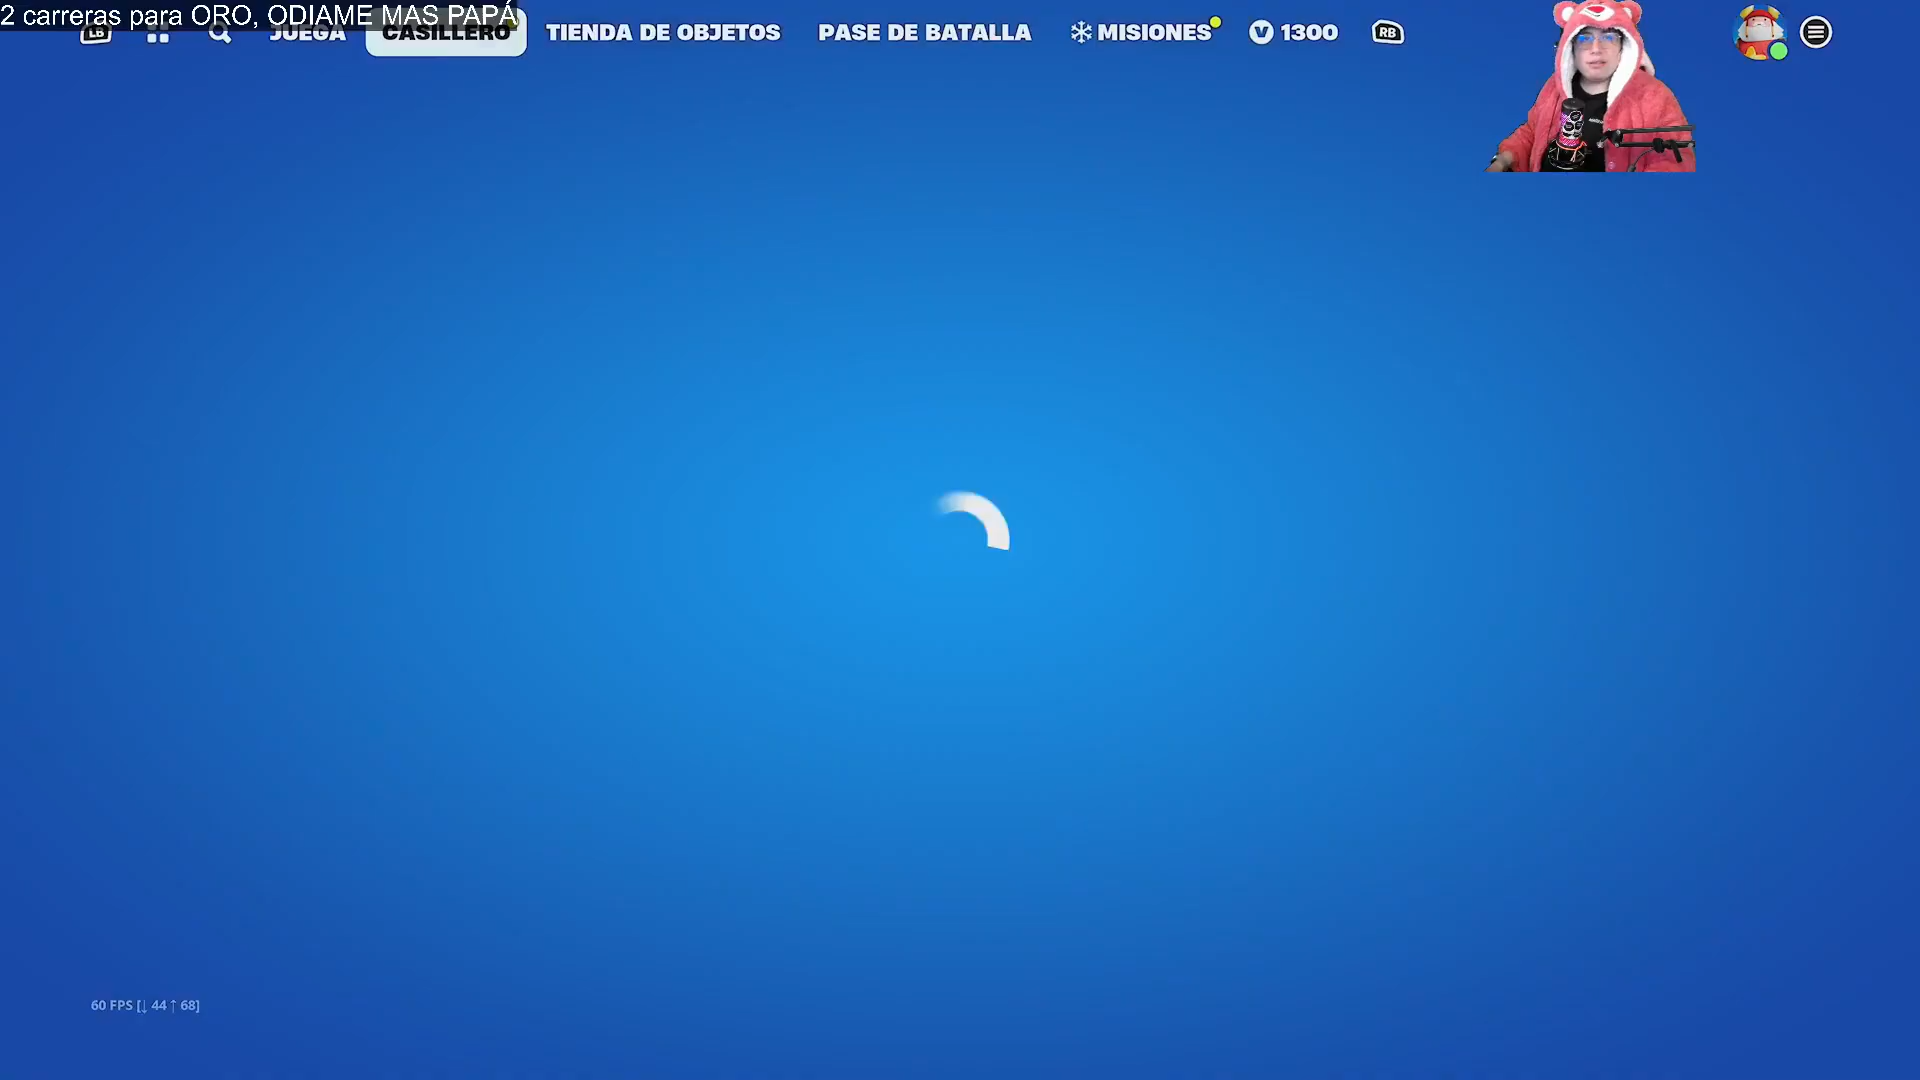 2 carreras para ORO, ODIAME MAS PAPÁ
LB JUEGA CASILLERO TIENDA DE OBJETOS PASE DE BATALLA MISIONES V 1300 RB
60 FPS [↓ 44 ↑ 68]